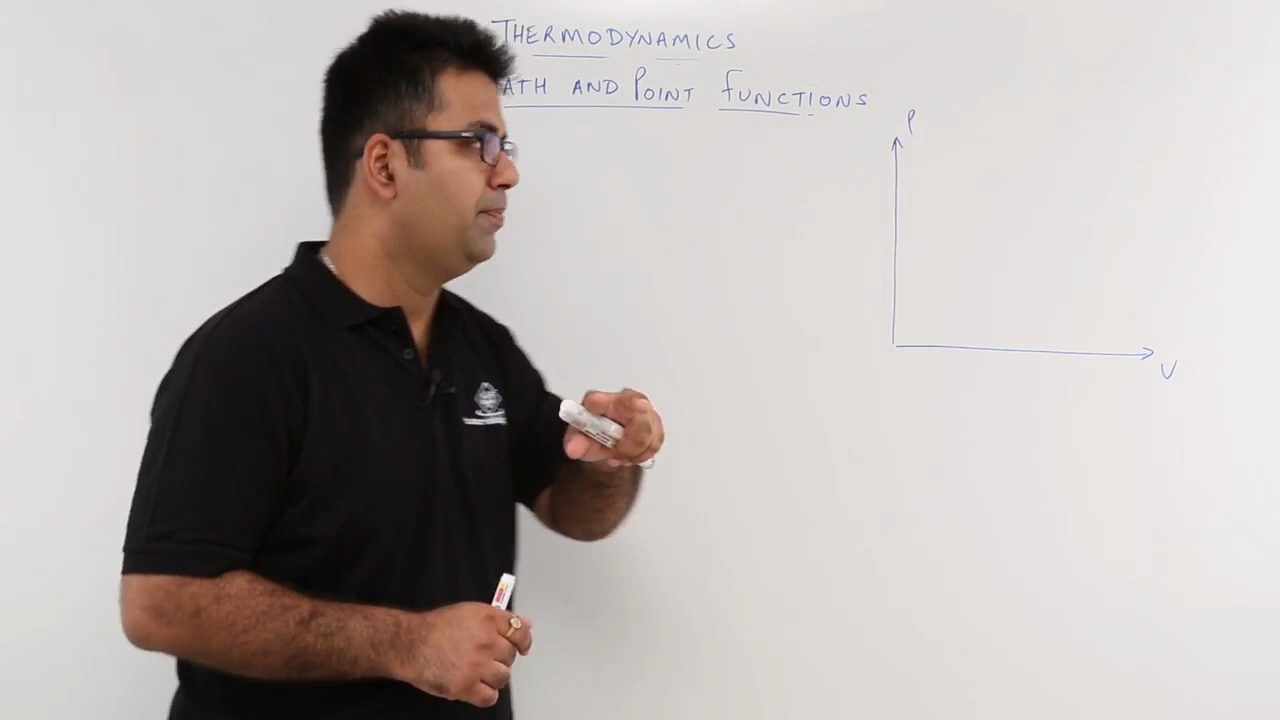 THERMODYNAMICS
ATH AND POINT FUNCTIONS
P
V